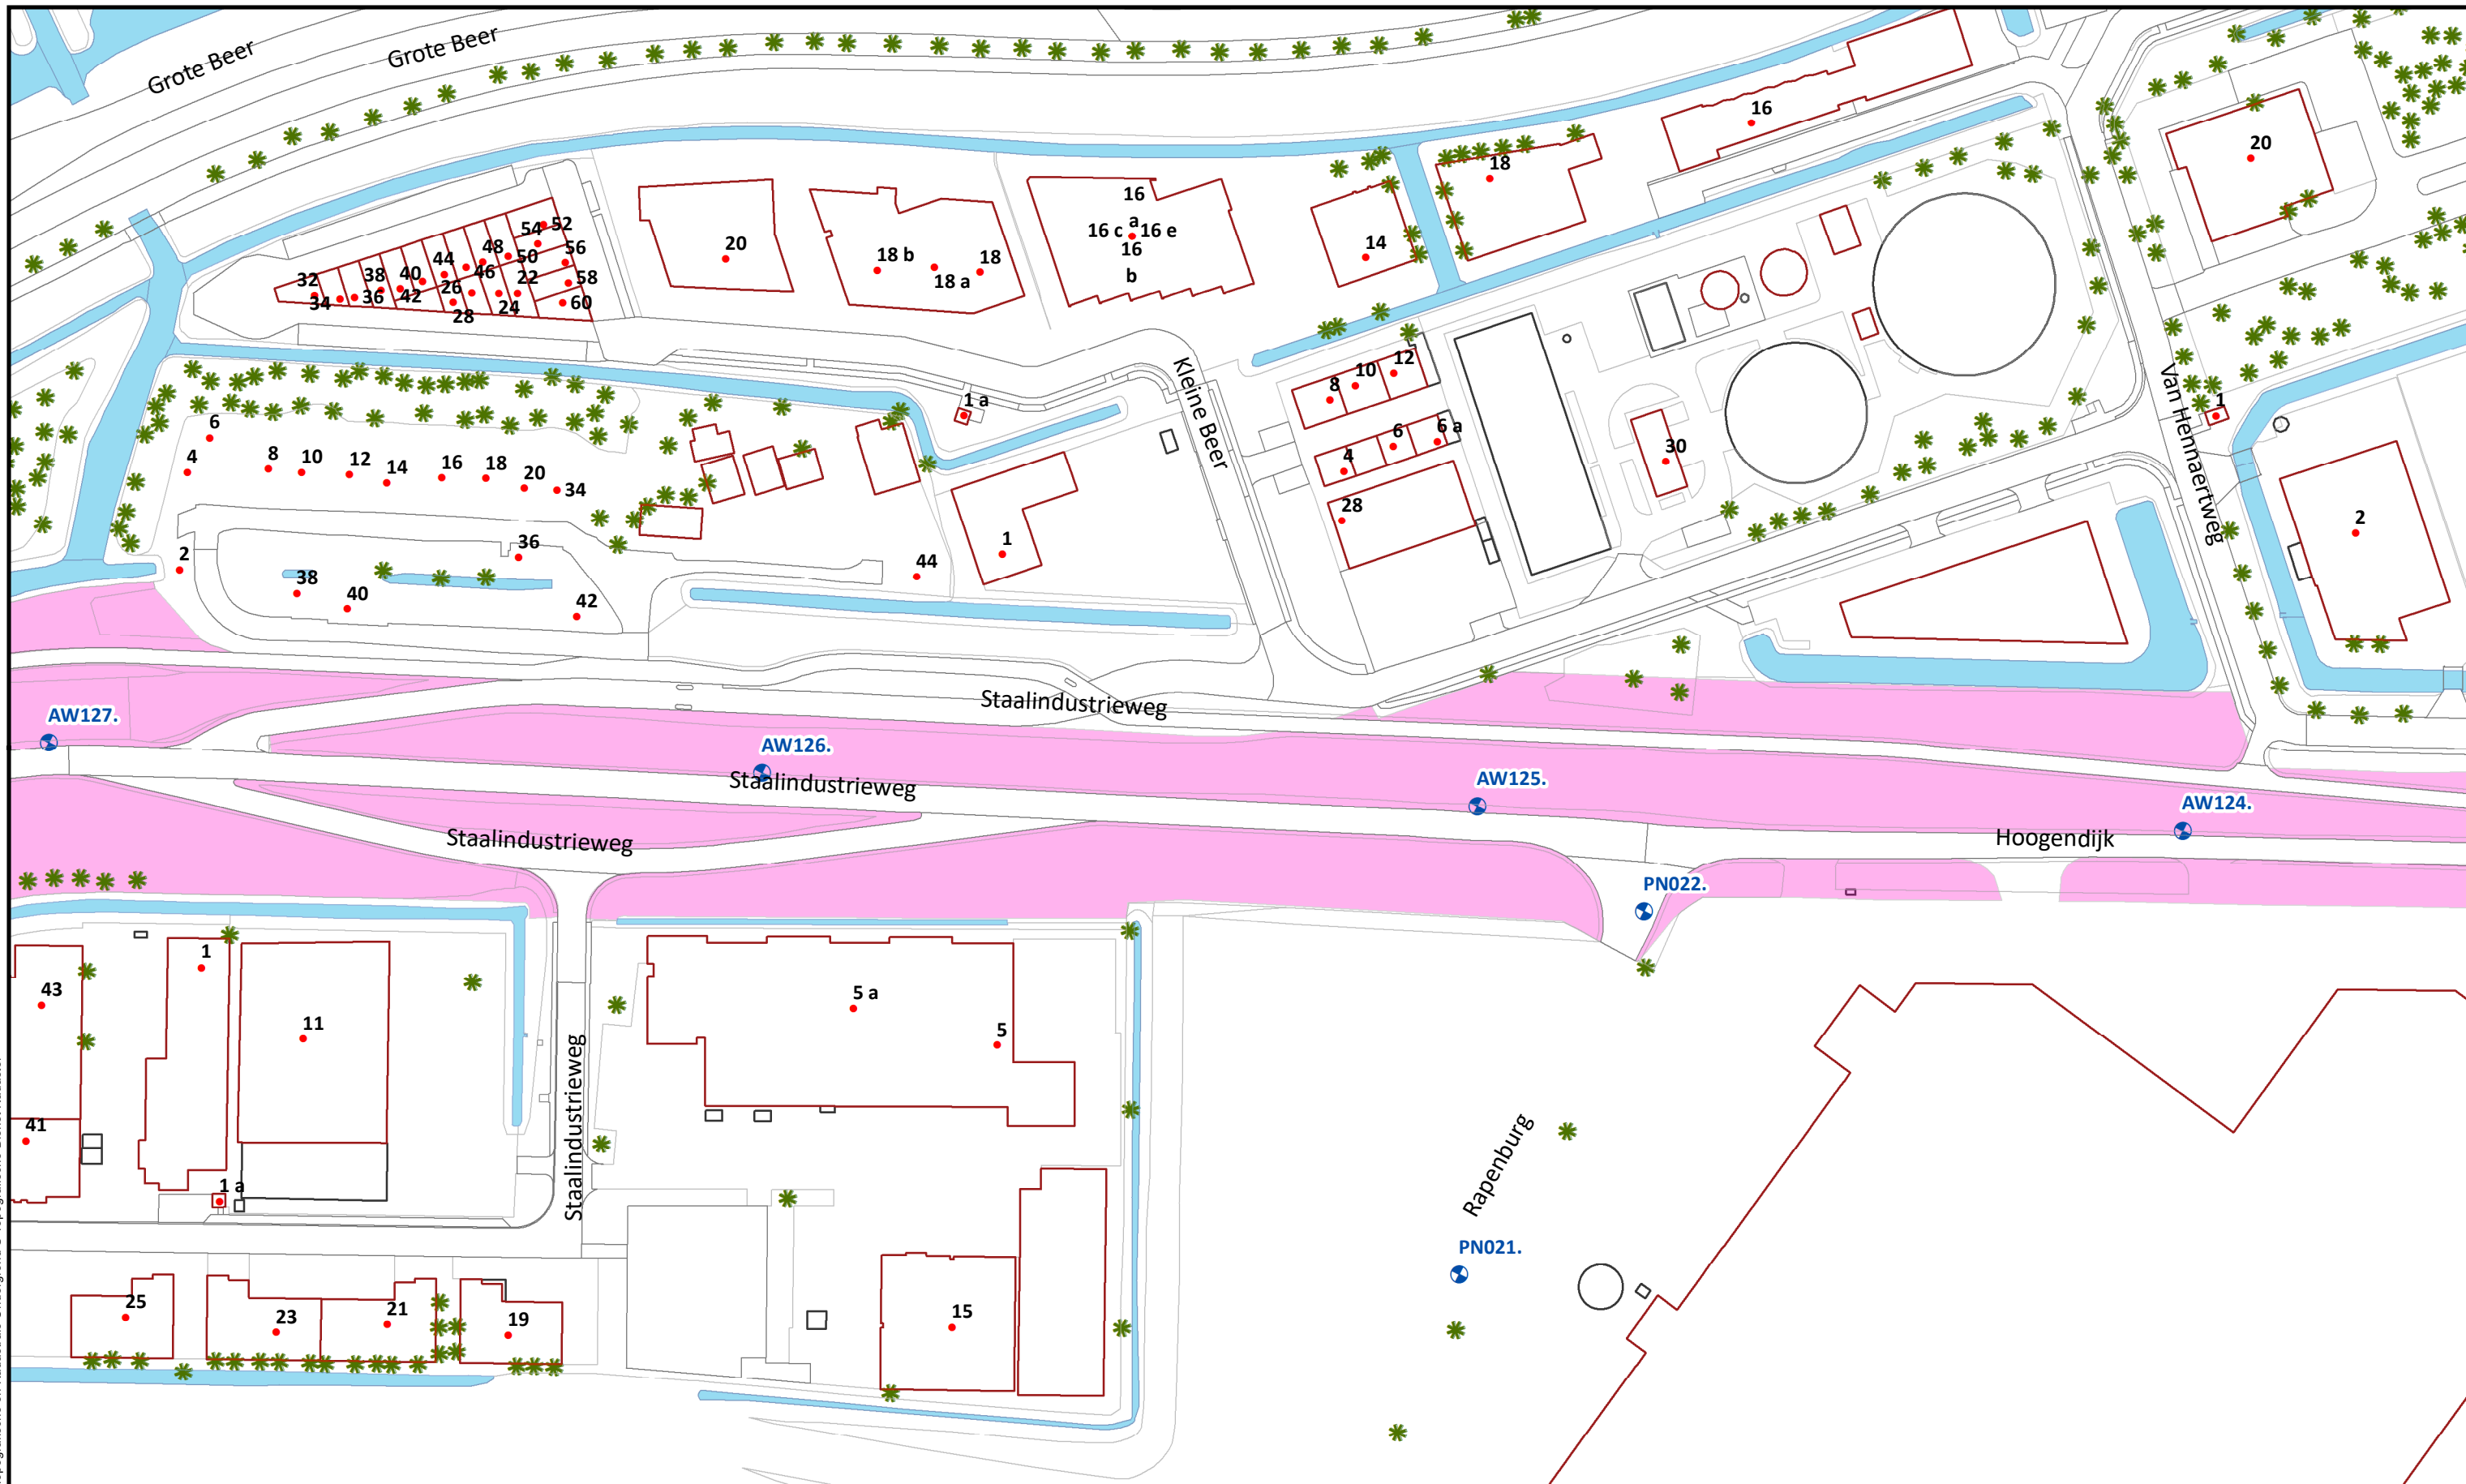 Grote Beer
Grote Beer
16
18
20
20
18 b
18 a
18
16
a
16 c
16 e
16
b
14
54
52
48
50
56
44
46
22
58
38
40
32
34
36
42
26
28
24
60
Kleine Beer
Van Hennaertweg
12
10
8
6 a
6
4
28
30
1 a
1
2
6
4
8
10
12
14
16
18
20
34
2
36
38
40
42
44
1
Staalindustrieweg
AW127.
AW126.
Staalindustrieweg
AW125.
AW124.
Staalindustrieweg
Hoogendijk
PN022.
43
1
11
5 a
5
41
1 a
Staalindustrieweg
Rapenburg
PN021.
25
23
21
19
15